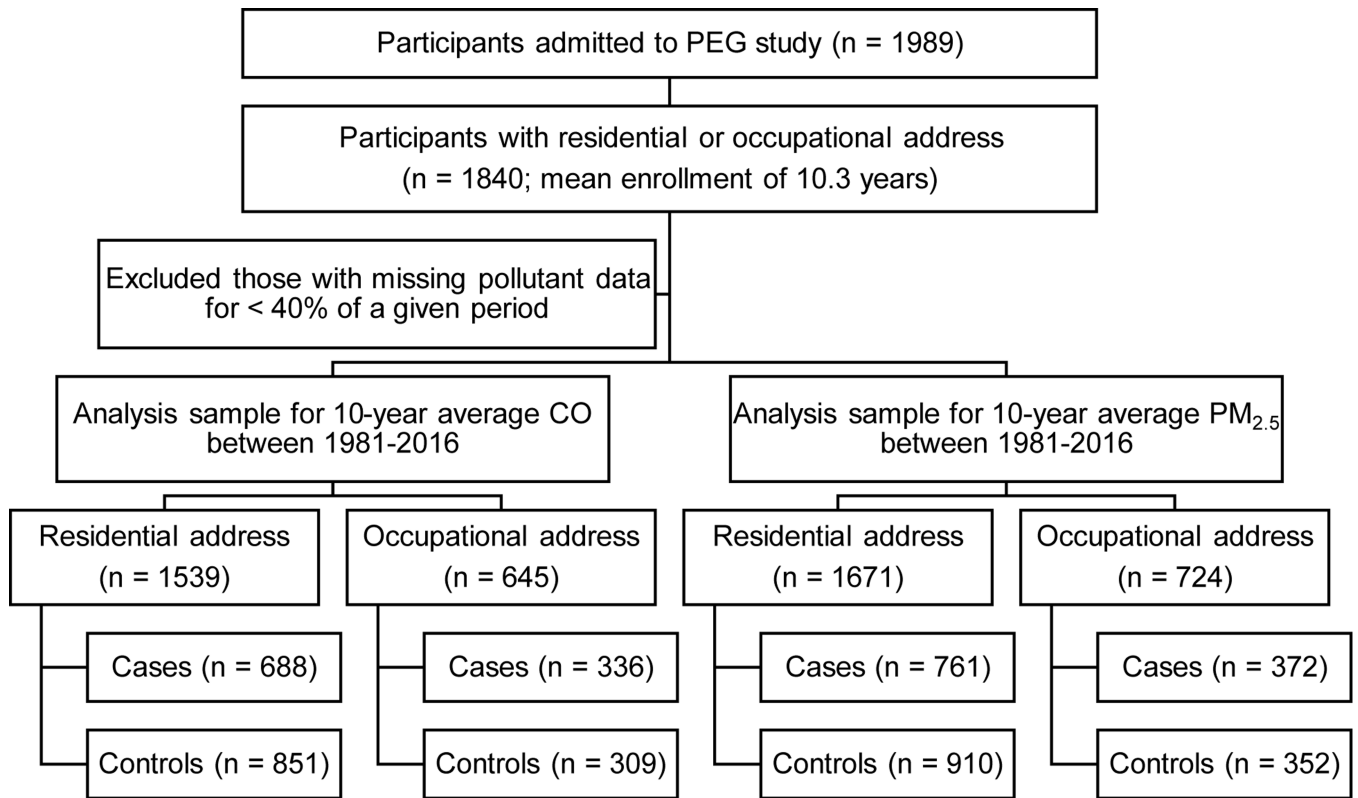 Participants admitted to PEG study (n = 1989)
Participants with residential or occupational address
(n = 1840; mean enrollment of 10.3 years)
Excluded those with missing pollutant data
for < 40% of a given period
Analysis sample for 10-year average CO
between 1981-2016
Analysis sample for 10-year average PM2.5
between 1981-2016
Residential address
(n = 1539)
Occupational address
(n = 645)
Residential address
(n = 1671)
Occupational address
(n = 724)
Cases (n = 688)
Cases (n = 336)
Cases (n = 761)
Cases (n = 372)
Controls (n = 851)
Controls (n = 309)
Controls (n = 910)
Controls (n = 352)